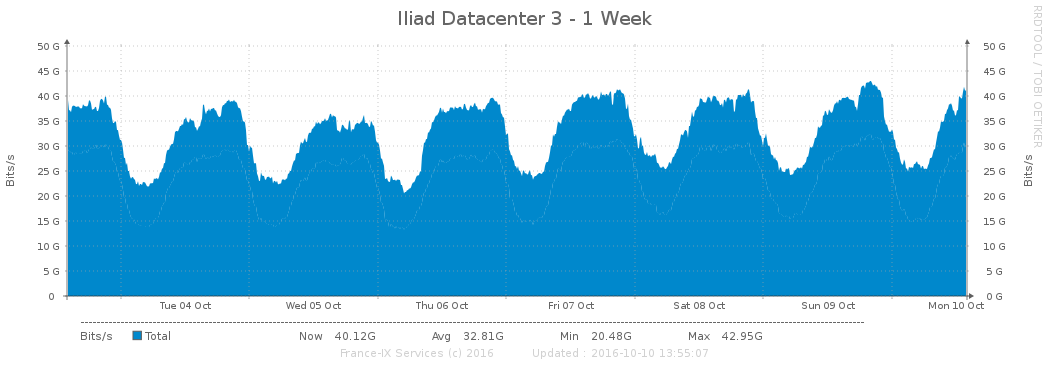 Iliad Datacenter 3 - 1 Week
RRDTOOL / TOBI OETIKER
50 G 50 G
45 G 45 G
40 G 40 G
35 G 35 G
30 G 30 G
25 G 25 G
20 G 20 G
15 G 15 G
10 G 10 G
5 G 5 G
0 0 G
Bits/s
Bits/s
Tue 04 Oct Wed 05 Oct Thu 06 Oct Fri 07 Oct Sat 08 Oct Sun 09 Oct Mon 10 Oct
Bits/s Total Now 40.12G Avg 32.81G Min 20.48G Max 42.95G
France-IX Services (c) 2016 Updated : 2016-10-10 13:55:07